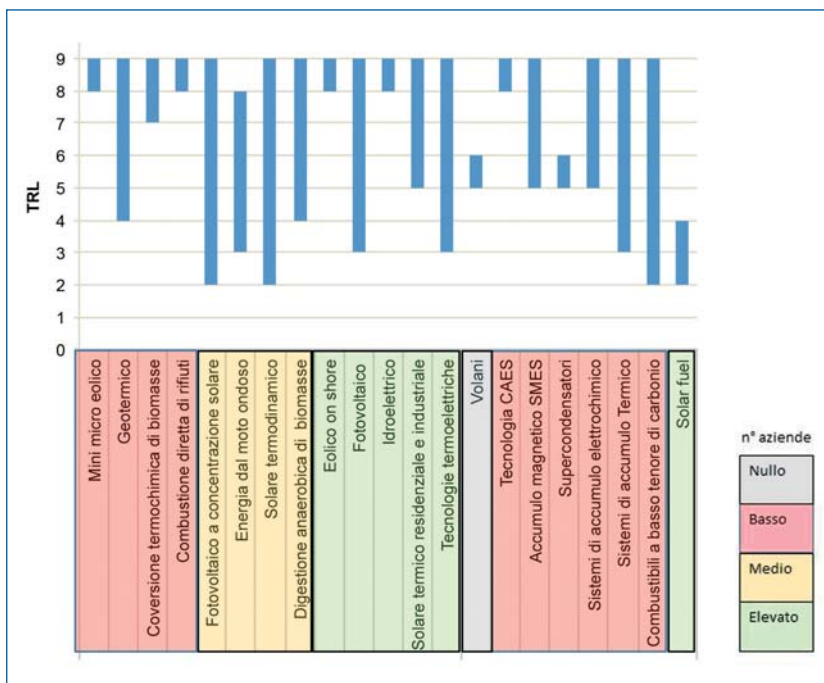 TRL
9
8
7
6
5
4
3
2
1
0
Mini micro eolico
Geotermico
Coversione termochimica di biomasse
Combustione diretta di rifiuti
Fotovoltaico a concentrazione solare
Energia dal moto ondoso
Solare termodinamico
Digestione anaerobica di biomasse
Eolico on shore
Fotovoltaico
Idroelettrico
Solare termico residenziale e industriale
Tecnologie termoelettriche
Volani
Tecnologia CAES
Accumulo magnetico SMES
Supercondensatori
Sistemi di accumulo elettrochimico
Sistemi di accumulo Termico
Combustibili a basso tenore di carbonio
Solar fuel
n° aziende
Nullo
Basso
Medio
Elevato